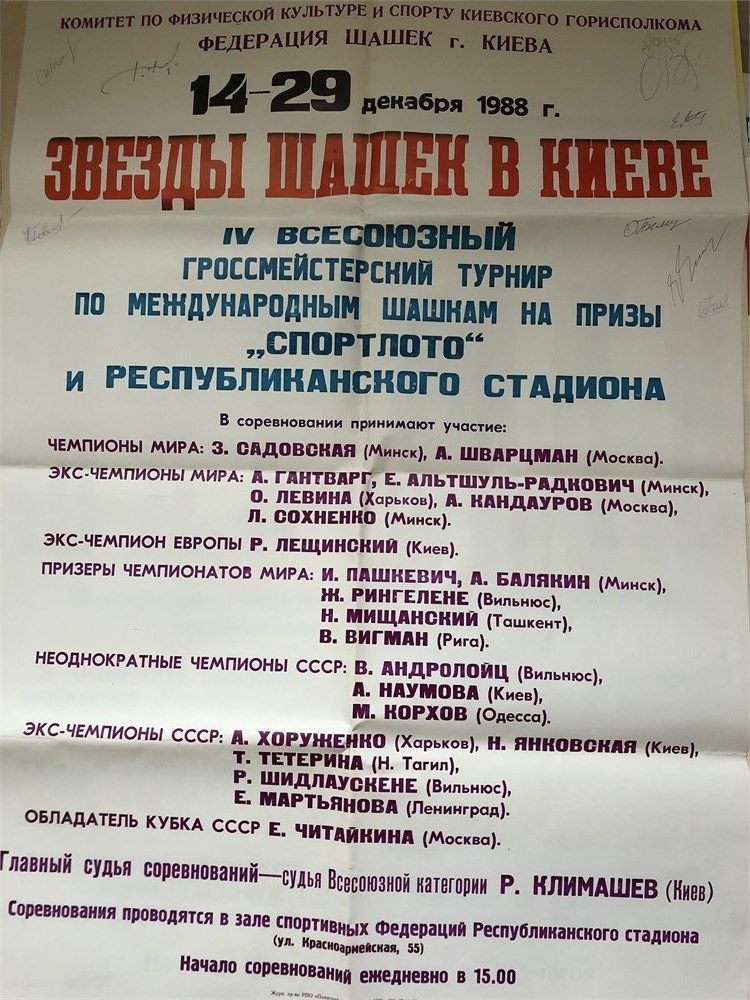 КОМИТЕТ ПО ФИЗИЧЕСКОЙ КУЛЬТУРЕ И СПОРТУ КИЕВСКОГО ГОРИСПОЛКОМА
ФЕДЕРАЦИЯ ШАШЕК г. КИЕВА
14–29 декабря 1988 г.
ЗВЕЗДЫ ШАШЕК В КИЕВЕ
IV ВСЕСОЮЗНЫЙ
ГРОССМЕЙСТЕРСКИЙ ТУРНИР
ПО МЕЖДУНАРОДНЫМ ШАШКАМ НА ПРИЗЫ
„СПОРТЛОТО“
И РЕСПУБЛИКАНСКОГО СТАДИОНА
В соревновании принимают участие:
ЧЕМПИОНЫ МИРА: З. САДОВСКАЯ (Минск), А. ШВАРЦМАН (Москва).
ЭКС-ЧЕМПИОНЫ МИРА: А. ГАНТВАРГ, Е. АЛЬТШУЛЬ-РАДКОВИЧ (Минск),
О. ЛЕВИНА (Харьков), А. КАНДАУРОВ (Москва),
Л. СОХНЕНКО (Минск).
ЭКС-ЧЕМПИОН ЕВРОПЫ Р. ЛЕЩИНСКИЙ (Киев).
ПРИЗЕРЫ ЧЕМПИОНАТОВ МИРА: И. ПАШКЕВИЧ, А. БАЛЯКИН (Минск),
Ж. РИНГЕЛЕНЕ (Вильнюс),
Н. МИЩАНСКИЙ (Ташкент),
В. ВИГМАН (Рига).
НЕОДНОКРАТНЫЕ ЧЕМПИОНЫ СССР: В. АНДРОЛОЙЦ (Вильнюс),
А. НАУМОВА (Киев),
М. КОРХОВ (Одесса).
ЭКС-ЧЕМПИОНЫ СССР: А. ХОРУЖЕНКО (Харьков), Н. ЯНКОВСКАЯ (Киев),
Т. ТЕТЕРИНА (Н. Тагил),
Р. ШИДЛАУСКЕНЕ (Вильнюс),
Е. МАРТЬЯНОВА (Ленинград).
ОБЛАДАТЕЛЬ КУБКА СССР Е. ЧИТАЙКИНА (Москва).
Главный судья соревнований—судья Всесоюзной категории Р. КЛИМАШЕВ (Киев)
Соревнования проводятся в зале спортивных Федераций Республиканского стадиона
(ул. Красноармейская, 55)
Начало соревнований ежедневно в 15.00